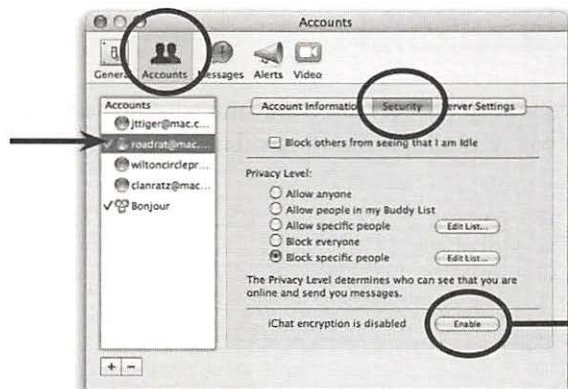 Accounts
General Accounts Messages Alerts Video
Accounts
jttiger@mac.c...
roadrat@mac....
wiltoncirclepr...
clanratz@mac...
Bonjour
Account Information Security Server Settings
Block others from seeing that I am Idle
Privacy Level:
Allow anyone
Allow people in my Buddy List
Allow specific people Edit List...
Block everyone
Block specific people Edit List...
The Privacy Level determines who can see that you are
online and send you messages.
iChat encryption is disabled Enable
+ −